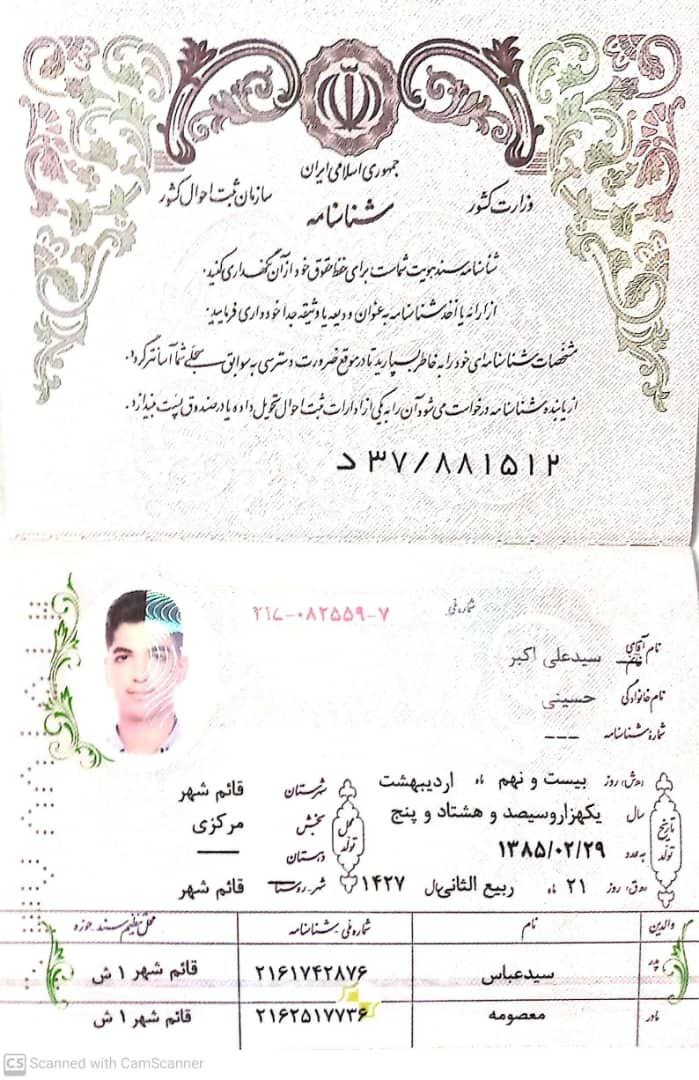 جمهوری اسلامی ایران
وزارت کشور
سازمان ثبت احوال کشور
شناسنامه
شناسنامه سند هویت شماست برای حفظ حقوق خود از آن نگهداری کنید.
از ارائه یا اخذ شناسنامه به عنوان ودیعه یا وثیقه جدا خودداری فرمایید.
مشخصات شناسنامه‌ای خود را به خاطر بسپارید تا در موقع ضرورت دسترسی به سوابق سجلی شما آسانتر گردد.
از یابنده شناسنامه درخواست می شود آن را به یکی از ادارات ثبت احوال تحویل داده یا در صندوق پست بیندازد.
د۳۷/۸۸۱۵۱۲
شماره ملی ۲۱۷-۰۸۲۵۵۹-۷
نام آقای سیدعلی اکبر
نام خانوادگی حسینی
شماره شناسنامه ---
تاریخ تولد
(ه.ش) روز بیست و نهم ماه اردیبهشت
سال یکهزاروسیصد و هشتاد و پنج
به عدد ۱۳۸۵/۰۲/۲۹
(ه.ق) روز ۲۱ ماه ربیع الثانی سال ۱۴۲۷
محل تولد
شهرستان قائم شهر
بخش مرکزی
دهستان ---
شهر-روستا قائم شهر
والدین نام شماره ملی / شناسنامه محل تنظیم سند حوزه
پدر سیدعباس ۲۱۶۱۷۴۲۸۷۶ قائم شهر ۱ ش
مادر معصومه ۲۱۶۲۵۱۷۷۳۶ قائم شهر ۱ ش
CS Scanned with CamScanner